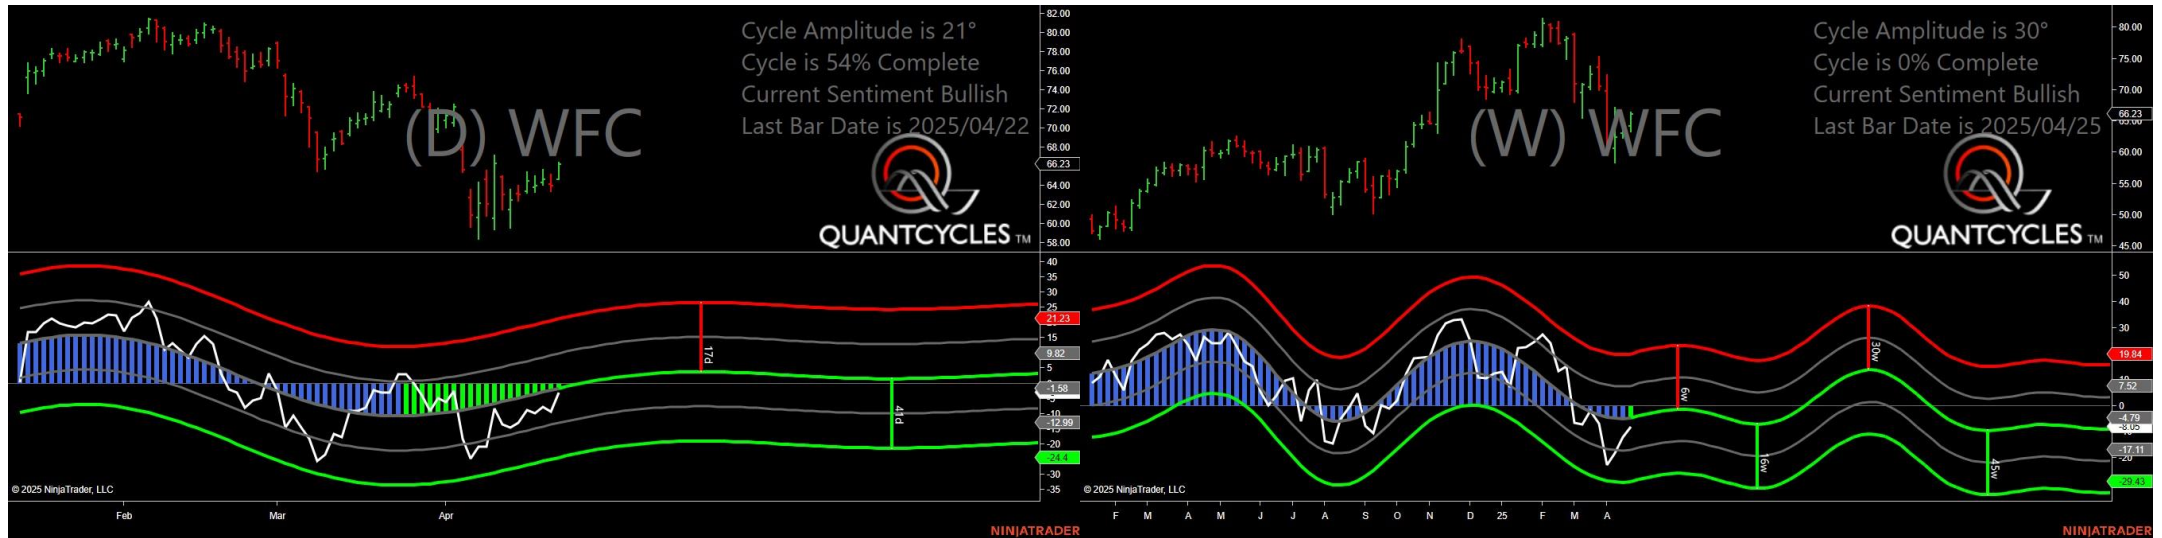 Cycle Amplitude is 21°
Cycle is 54% Complete
Current Sentiment Bullish
Last Bar Date is 2025/04/22
(D) WFC
QUANTCYCLES TM
82.00
80.00
78.00
76.00
74.00
72.00
70.00
68.00
66.23
64.00
62.00
60.00
58.00
40
35
30
25
21.23
15
9.82
5
-1.58
-10
-12.99
-20
-24.4
-30
-35
17d
41d
© 2025 NinjaTrader, LLC
Feb
Mar
Apr
NINJATRADER
Cycle Amplitude is 30°
Cycle is 0% Complete
Current Sentiment Bullish
Last Bar Date is 2025/04/25
(W) WFC
QUANTCYCLES TM
80.00
75.00
70.00
66.23
60.00
55.00
50.00
45.00
50
40
30
19.84
7.52
0
-4.79
-8.05
-17.11
-20
-29.43
6w
16w
30w
45w
© 2025 NinjaTrader, LLC
F
M
A
M
J
J
A
S
O
N
D
25
F
M
A
NINJATRADER